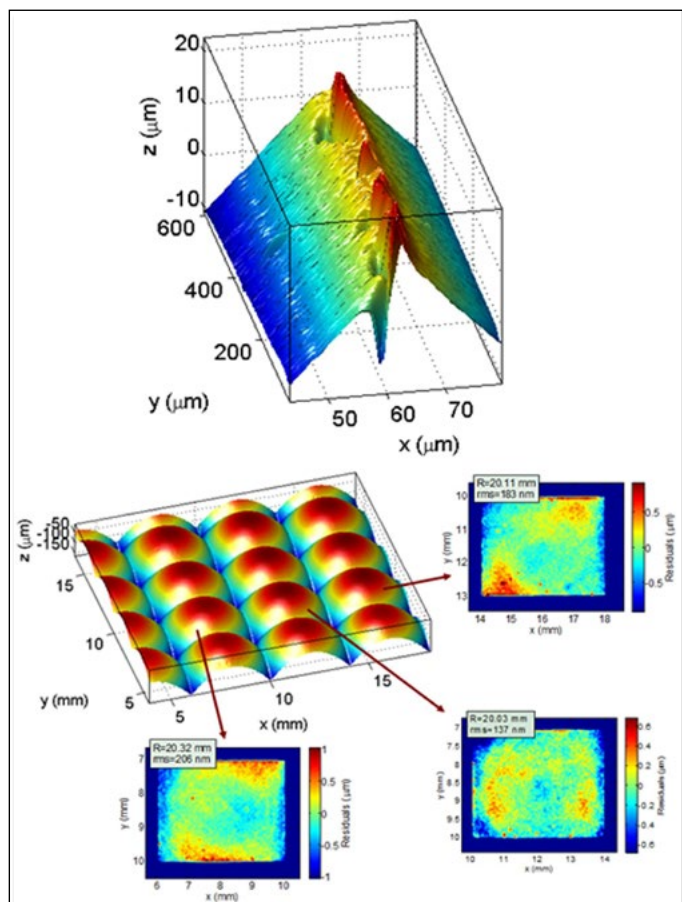 20
10
0
-10
z (μm)
600
400
200
y (μm)
50 60 70
x (μm)
-50
-100
-150
z (μm)
15
10
5
y (mm)
5 10 15
x (mm)
R=20.11 mm
rms=183 nm
10
11
12
13
y (mm)
14 15 16 17 18
x (mm)
0.5
0
-0.5
Residuals (μm)
R=20.32 mm
rms=206 nm
7
8
9
10
y (mm)
6 7 8 9 10
x (mm)
1
0.5
0
-0.5
-1
Residuals (μm)
R=20.03 mm
rms=137 nm
7
7.5
8
8.5
9
9.5
10
y (mm)
10 11 12 13 14
x (mm)
0.6
0.4
0.2
0
-0.2
-0.4
-0.6
Residuals (μm)